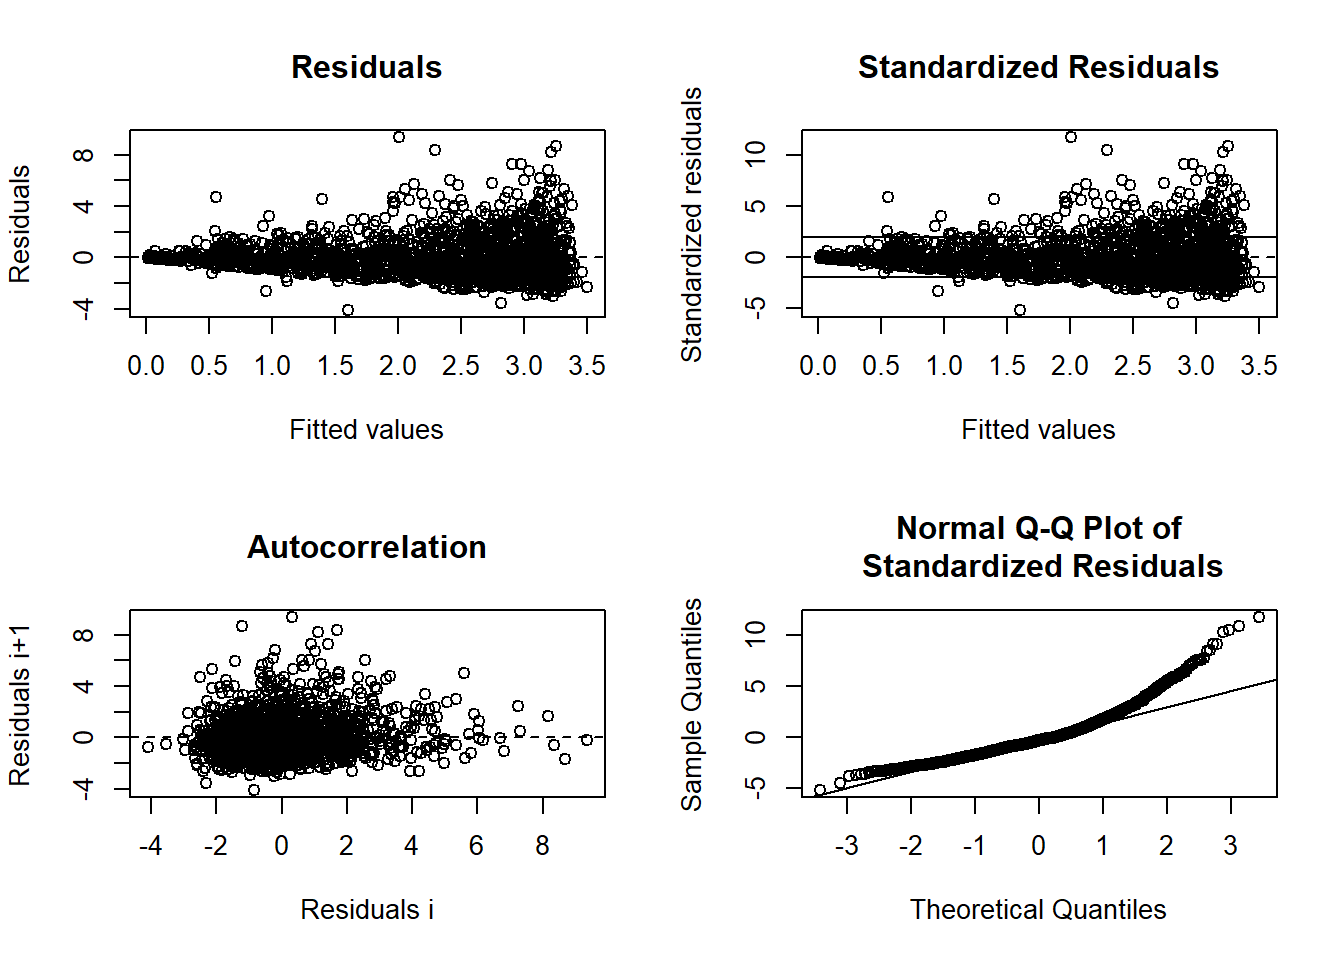 Residuals
Residuals
-4 0 4 8
0.0 0.5 1.0 1.5 2.0 2.5 3.0 3.5
Fitted values
Standardized Residuals
Standardized residuals
-5 0 5 10
0.0 0.5 1.0 1.5 2.0 2.5 3.0 3.5
Fitted values
Autocorrelation
Residuals i+1
-4 0 4 8
-4 -2 0 2 4 6 8
Residuals i
Normal Q-Q Plot of
Standardized Residuals
Sample Quantiles
-5 0 5 10
-3 -2 -1 0 1 2 3
Theoretical Quantiles